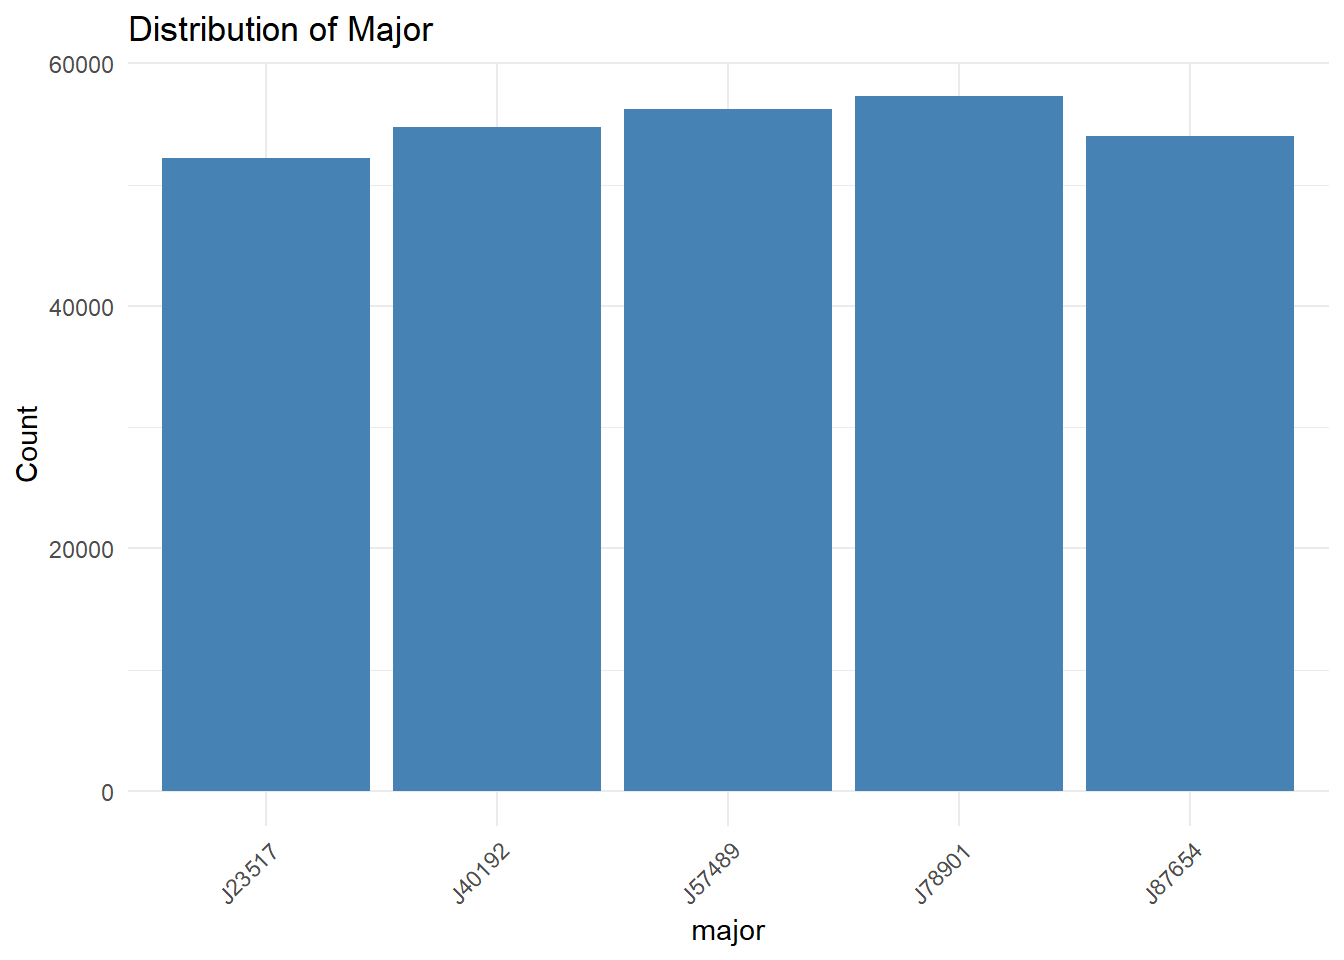 Distribution of Major
60000
40000
20000
0
Count
J23517
J40192
J57489
J78901
J87654
major